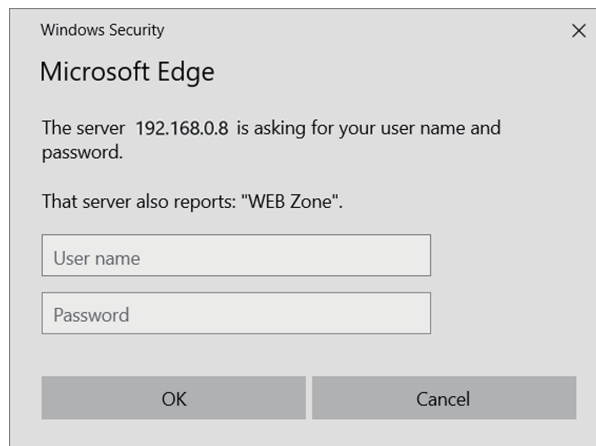 Windows Security
Microsoft Edge
The server 192.168.0.8 is asking for your user name and
password.
That server also reports: "WEB Zone".
User name
Password
OK
Cancel